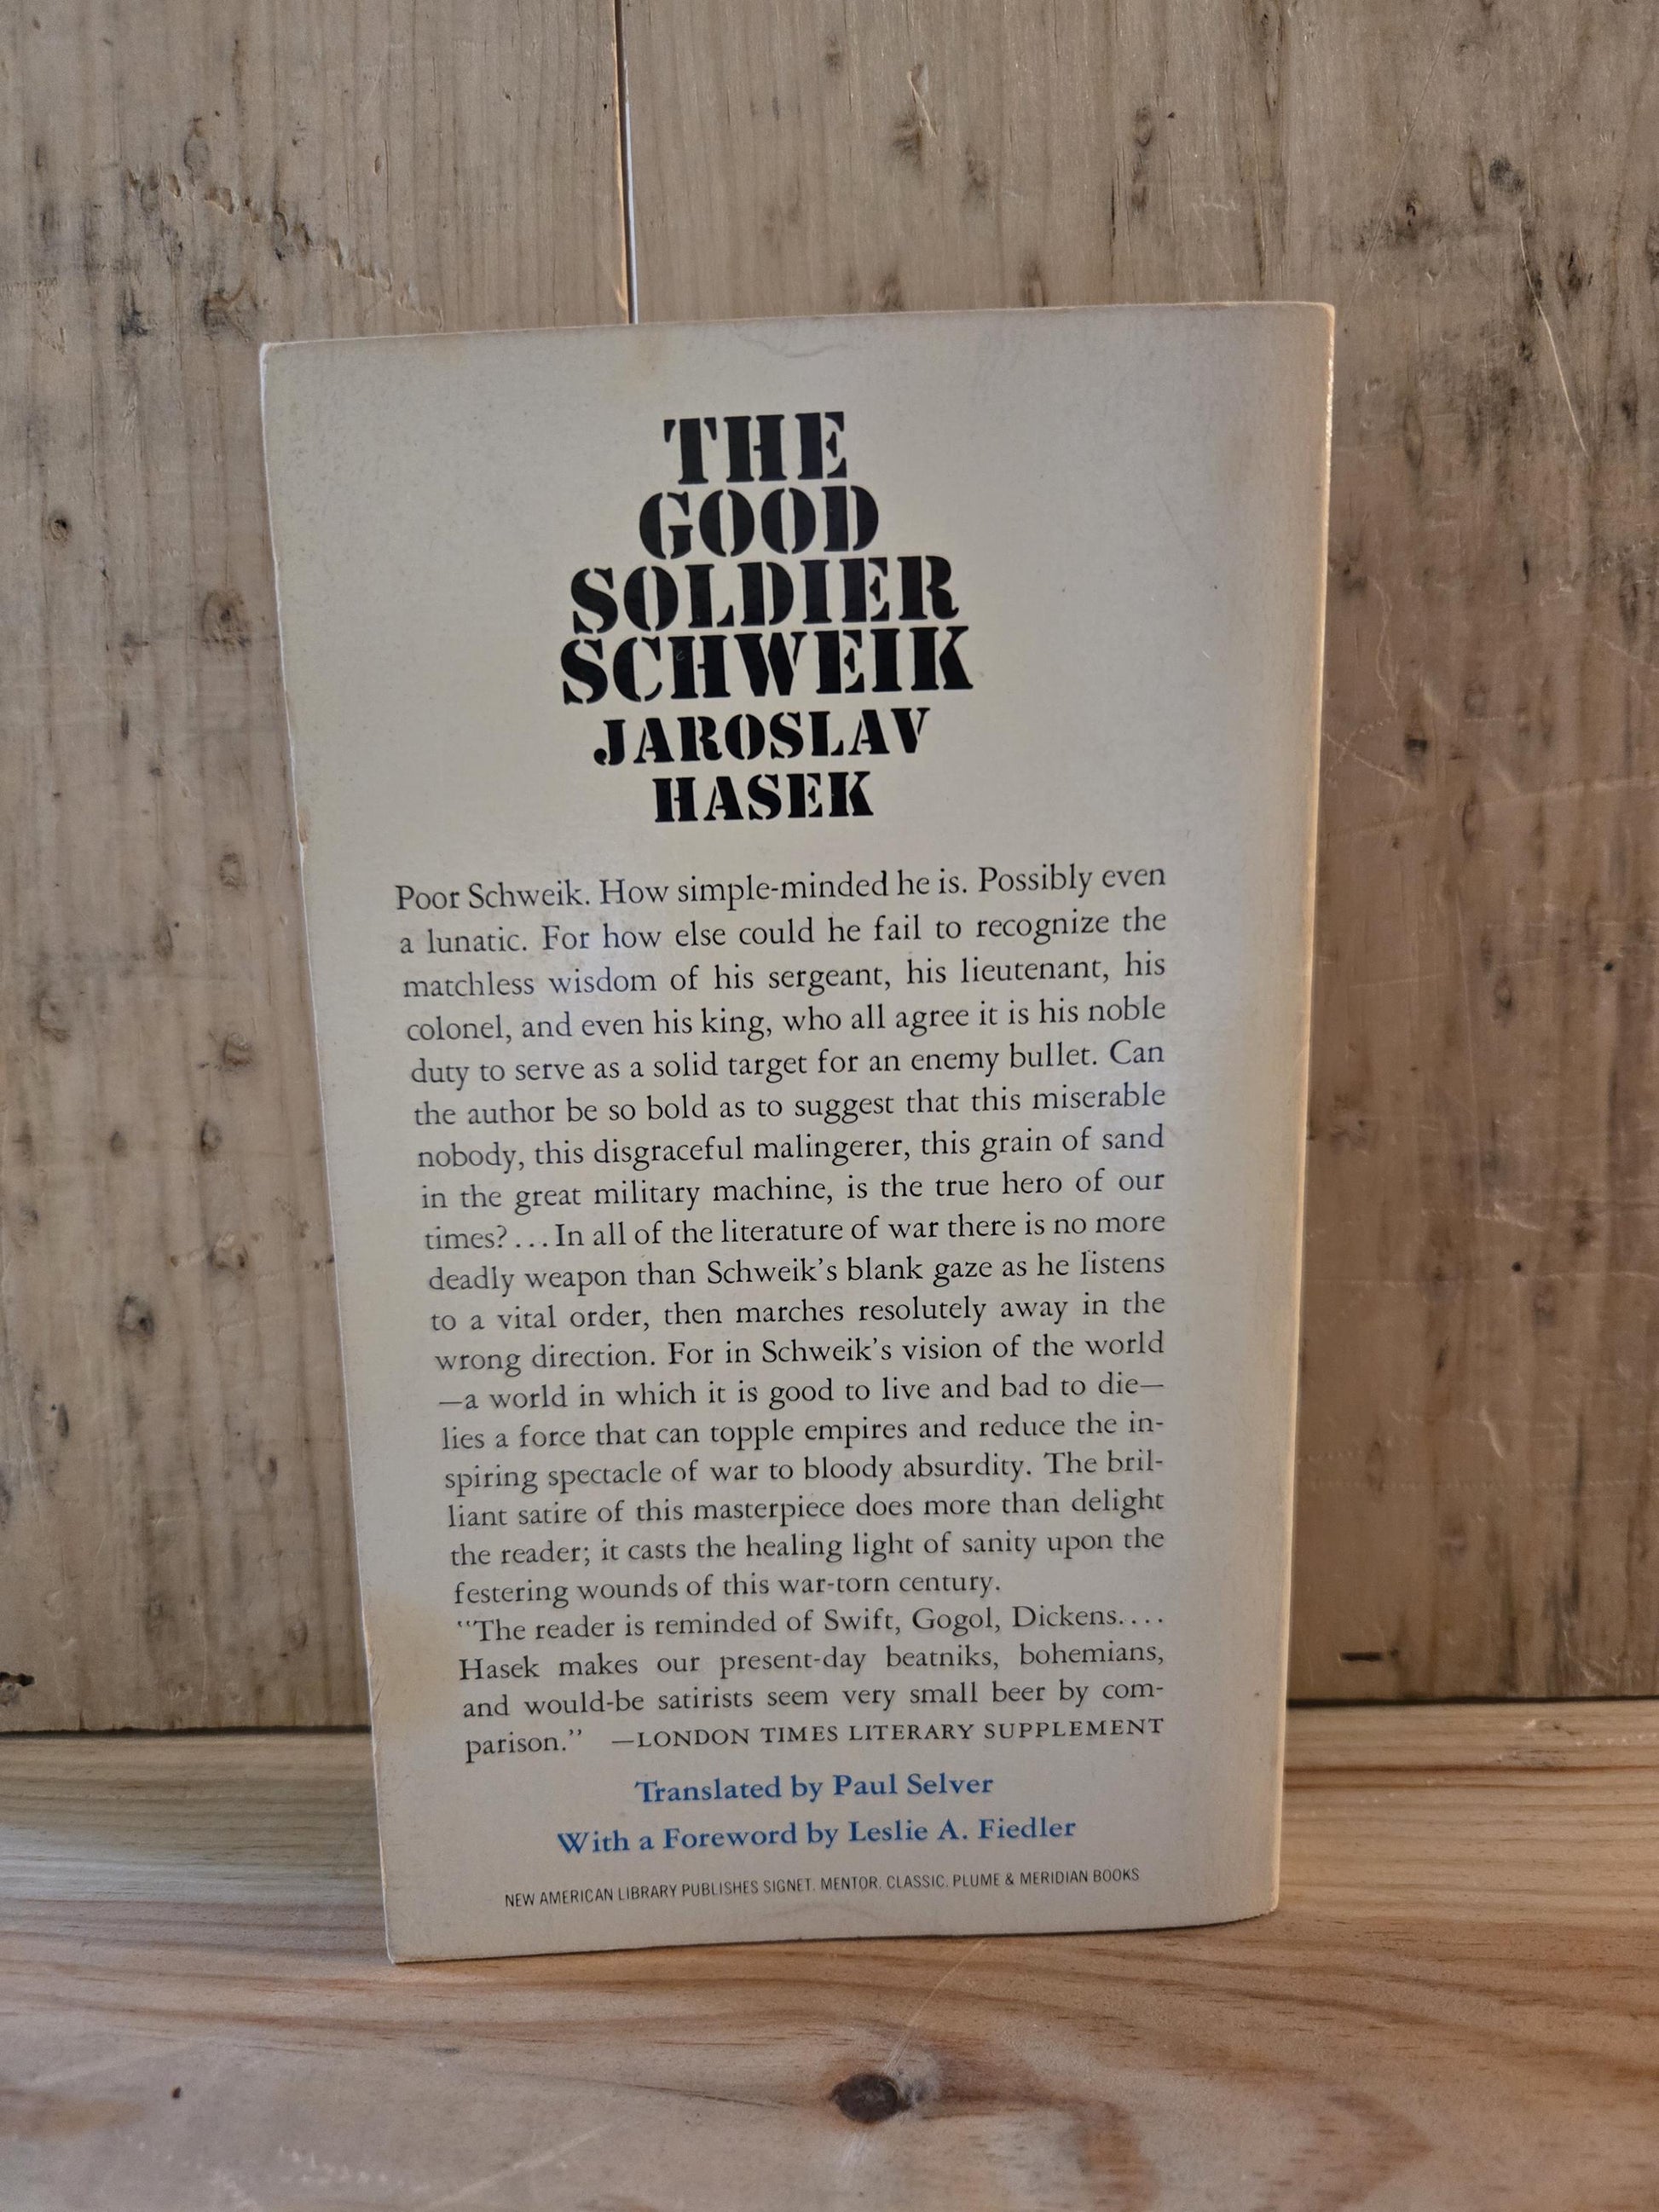 THE
GOOD
SOLDIER
SCHWEIK
JAROSLAV
HASEK
Poor Schweik. How simple-minded he is. Possibly even
a lunatic. For how else could he fail to recognize the
matchless wisdom of his sergeant, his lieutenant, his
colonel, and even his king, who all agree it is his noble
duty to serve as a solid target for an enemy bullet. Can
the author be so bold as to suggest that this miserable
nobody, this disgraceful malingerer, this grain of sand
in the great military machine, is the true hero of our
times? . . . In all of the literature of war there is no more
deadly weapon than Schweik's blank gaze as he listens
to a vital order, then marches resolutely away in the
wrong direction. For in Schweik's vision of the world
—a world in which it is good to live and bad to die—
lies a force that can topple empires and reduce the in-
spiring spectacle of war to bloody absurdity. The bril-
liant satire of this masterpiece does more than delight
the reader; it casts the healing light of sanity upon the
festering wounds of this war-torn century.
"The reader is reminded of Swift, Gogol, Dickens. . . .
Hasek makes our present-day beatniks, bohemians,
and would-be satirists seem very small beer by com-
parison." —LONDON TIMES LITERARY SUPPLEMENT
Translated by Paul Selver
With a Foreword by Leslie A. Fiedler
NEW AMERICAN LIBRARY PUBLISHES SIGNET, MENTOR, CLASSIC, PLUME & MERIDIAN BOOKS